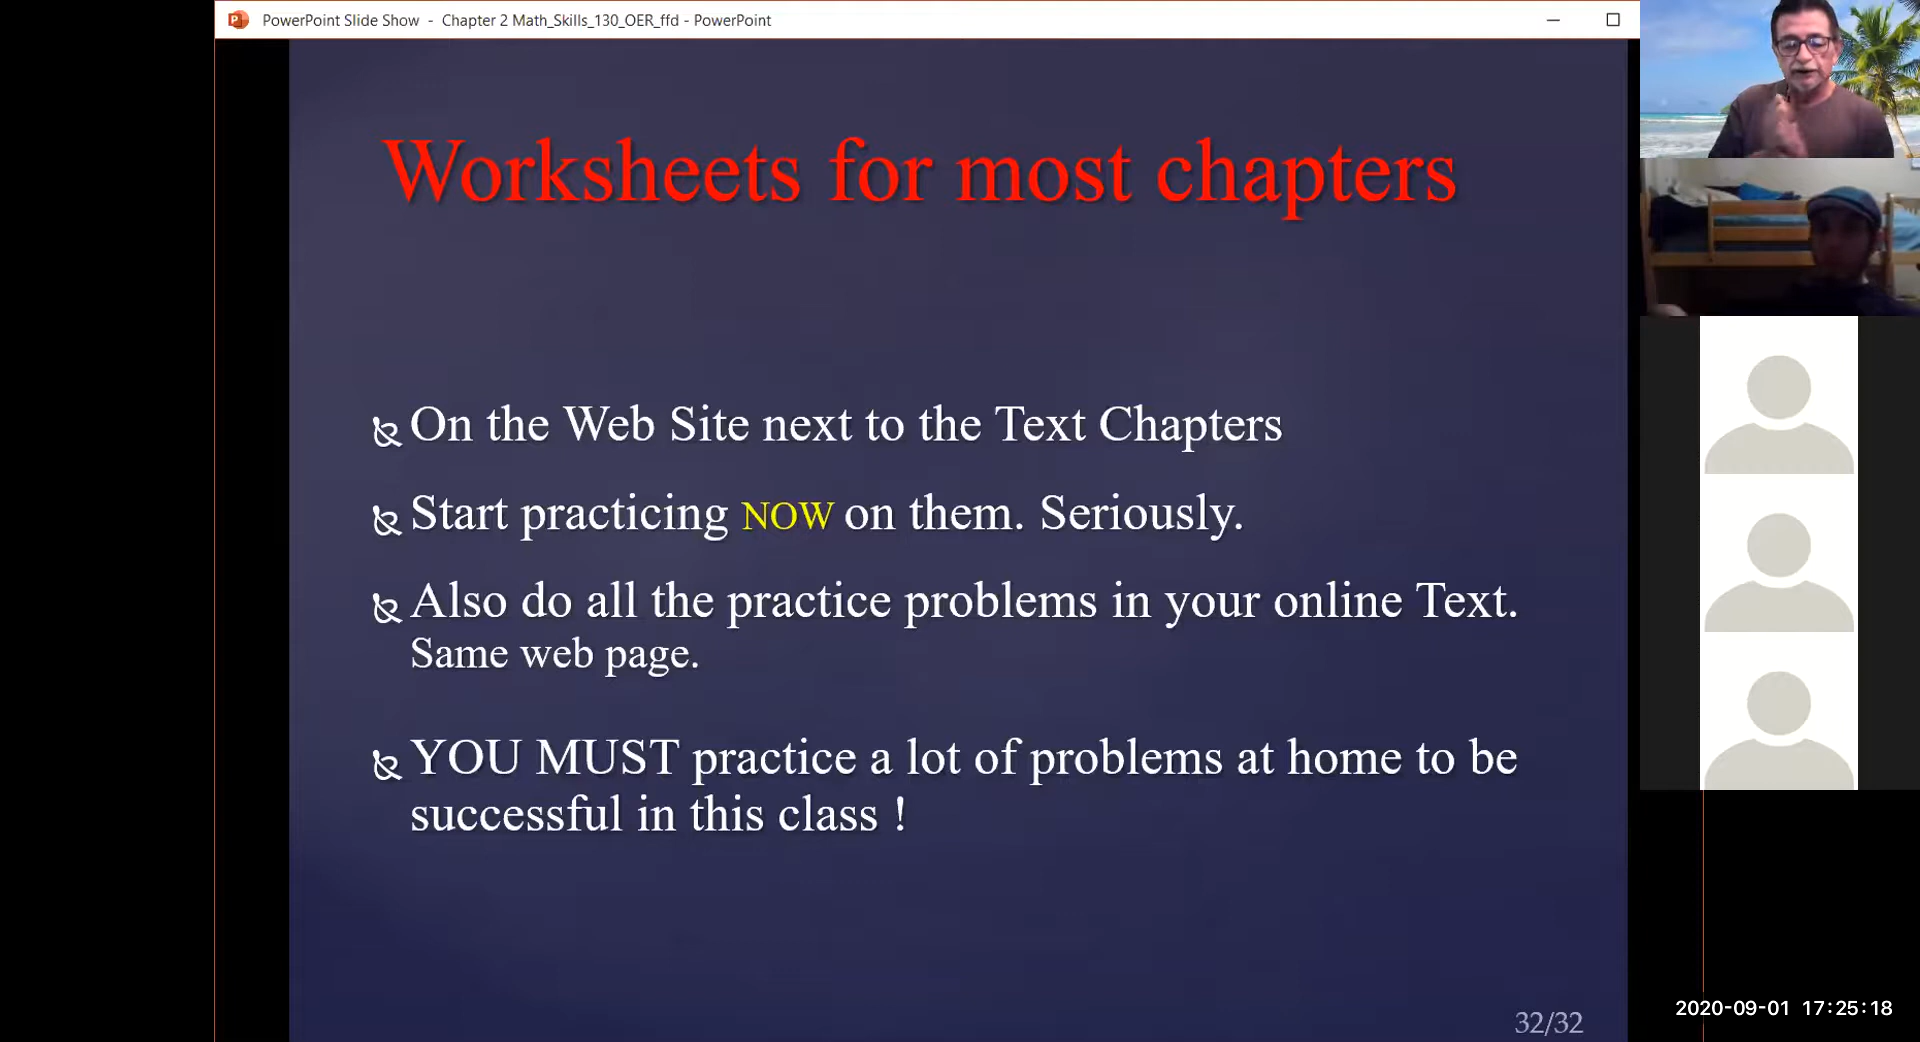 PowerPoint Slide Show - Chapter 2 Math_Skills_130_OER_ffd - PowerPoint
Worksheets for most chapters
On the Web Site next to the Text Chapters
Start practicing NOW on them. Seriously.
Also do all the practice problems in your online Text.
Same web page.
YOU MUST practice a lot of problems at home to be
successful in this class !
32/32
2020-09-01 17:25:18